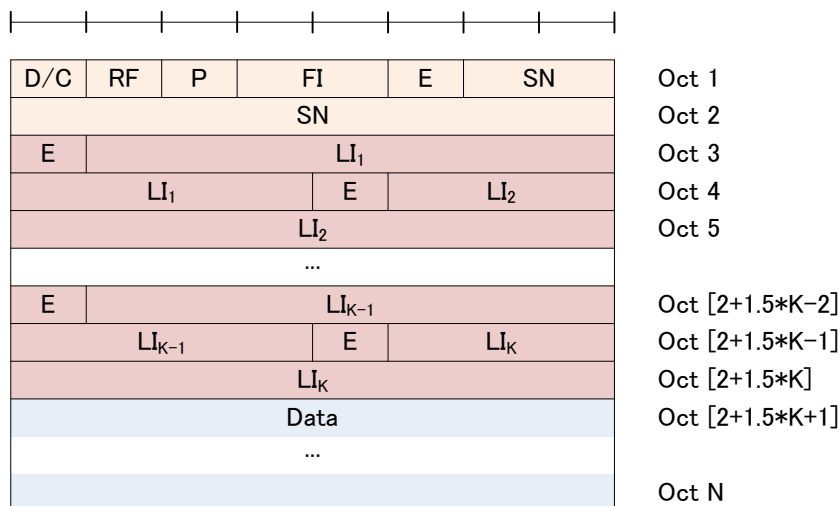 D/C RF P FI E SN Oct 1
SN Oct 2
E LI₁ Oct 3
LI₁ E LI₂ Oct 4
LI₂ Oct 5
...
E LIₖ₋₁ Oct [2+1.5*K-2]
LIₖ₋₁ E LIₖ Oct [2+1.5*K-1]
LIₖ Oct [2+1.5*K]
Data Oct [2+1.5*K+1]
...
Oct N